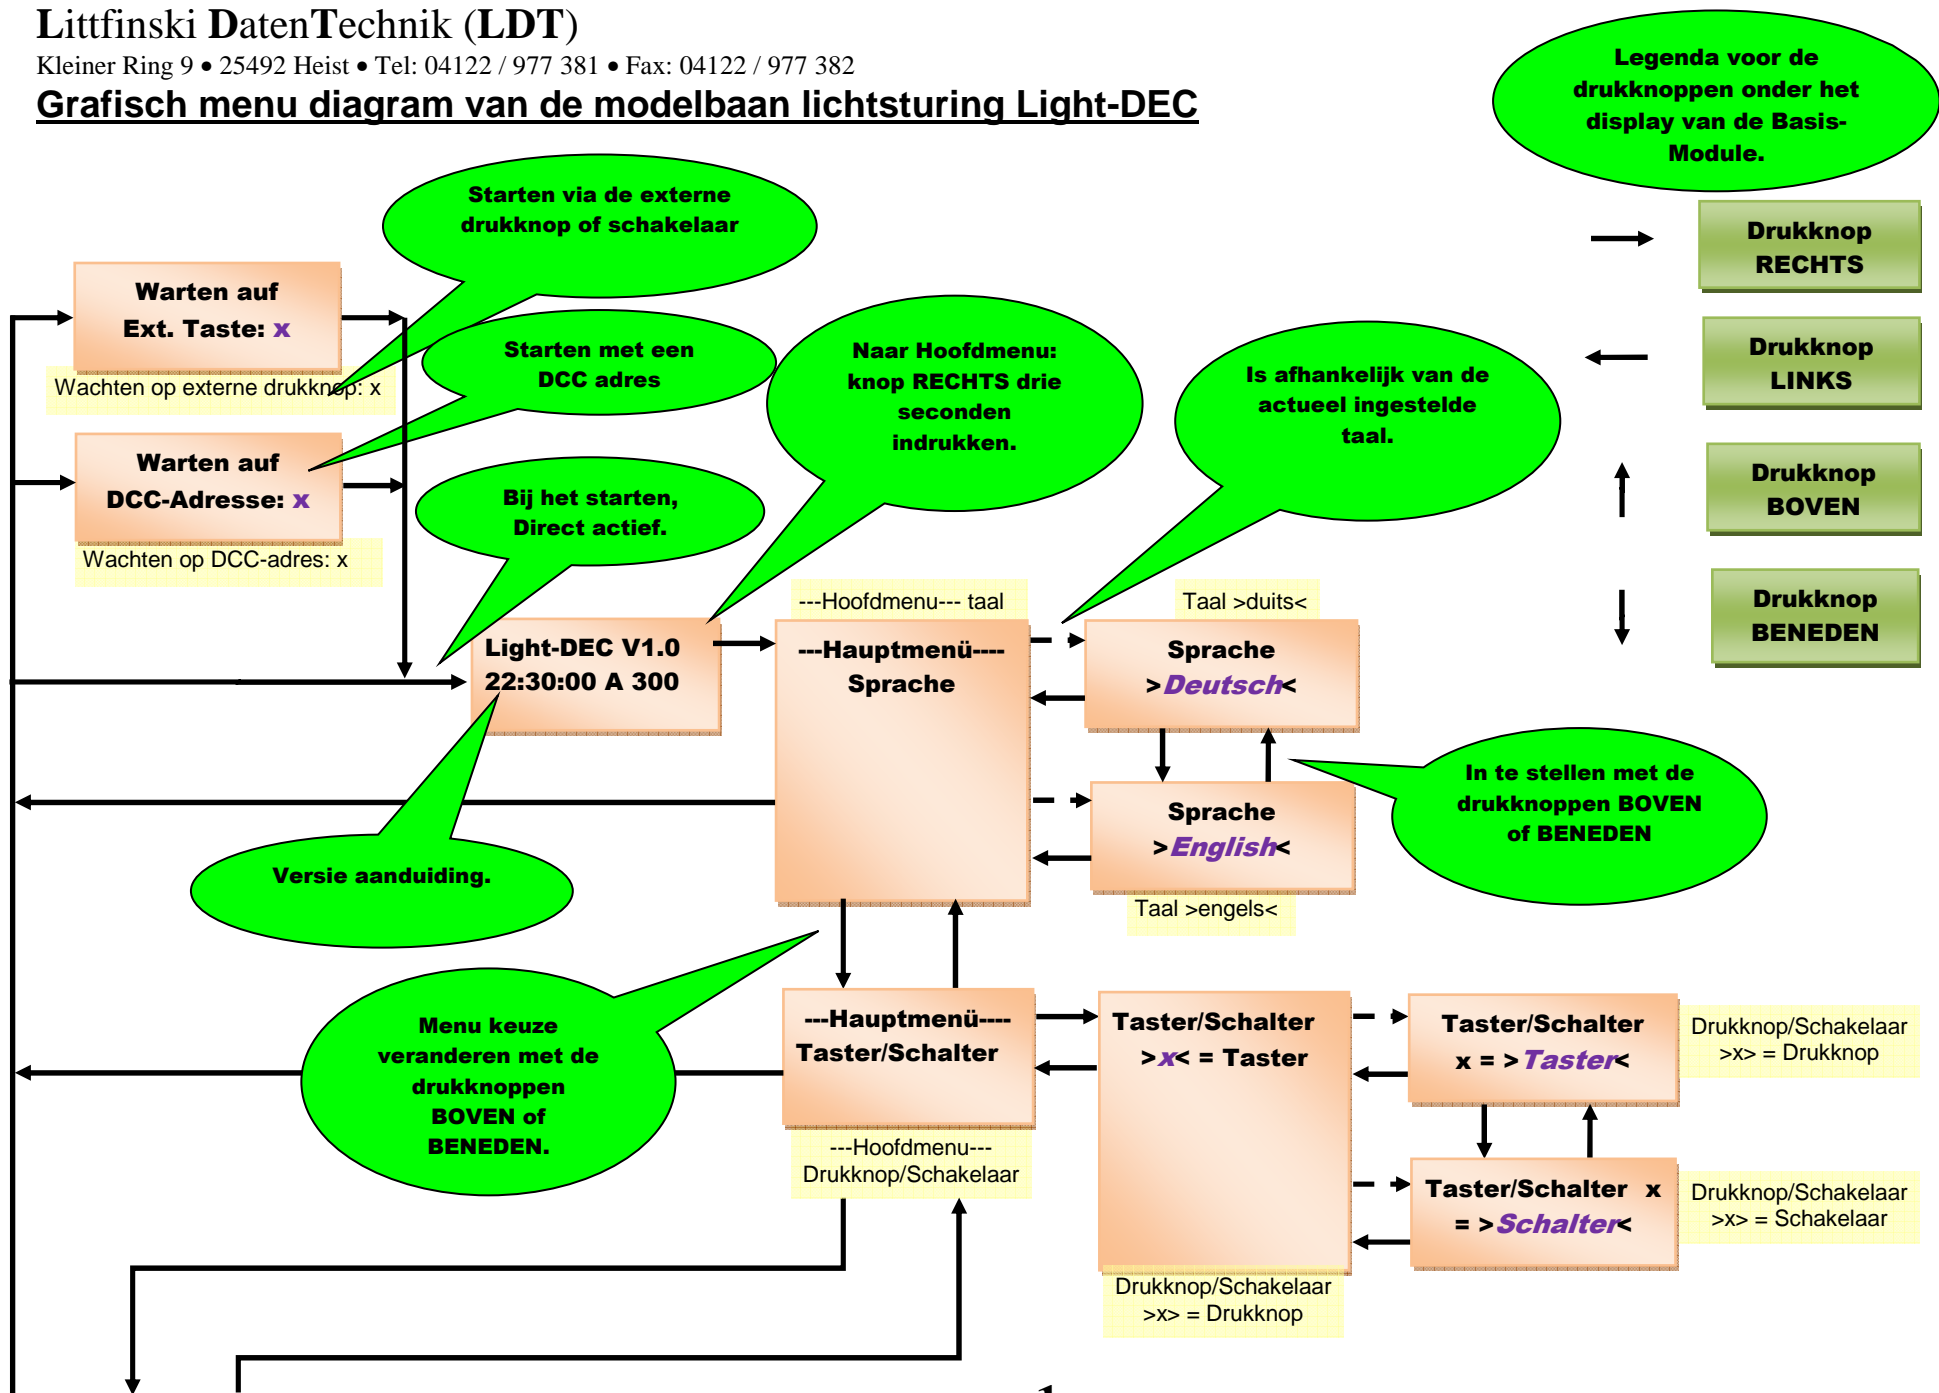 Littfinski DatenTechnik (LDT)
Kleiner Ring 9 • 25492 Heist • Tel: 04122 / 977 381 • Fax: 04122 / 977 382
Grafisch menu diagram van de modelbaan lichtsturing Light-DEC
Legenda voor de
drukknoppen onder het
display van de Basis-
Module.
Starten via de externe
drukknop of schakelaar
Drukknop
RECHTS
Warten auf
Ext. Taste: x
Wachten op externe drukknop: x
Starten met een
DCC adres
Naar Hoofdmenu:
knop RECHTS drie
seconden
indrukken.
Is afhankelijk van de
actueel ingestelde
taal.
Drukknop
LINKS
Warten auf
DCC-Adresse: x
Wachten op DCC-adres: x
Bij het starten,
Direct actief.
Drukknop
BOVEN
Drukknop
BENEDEN
---Hoofdmenu--- taal
Taal >duits<
Light-DEC V1.0
22:30:00 A 300
---Hauptmenü----
Sprache
Sprache
>Deutsch<
In te stellen met de
drukknoppen BOVEN
of BENEDEN
Sprache
>English<
Taal >engels<
Versie aanduiding.
Menu keuze
veranderen met de
drukknoppen
BOVEN of
BENEDEN.
---Hauptmenü----
Taster/Schalter
---Hoofdmenu---
Drukknop/Schakelaar
Taster/Schalter
>x< = Taster
Drukknop/Schakelaar
>x> = Drukknop
Taster/Schalter
x = >Taster<
Drukknop/Schakelaar
>x> = Drukknop
Taster/Schalter x
= >Schalter<
Drukknop/Schakelaar
>x> = Schakelaar